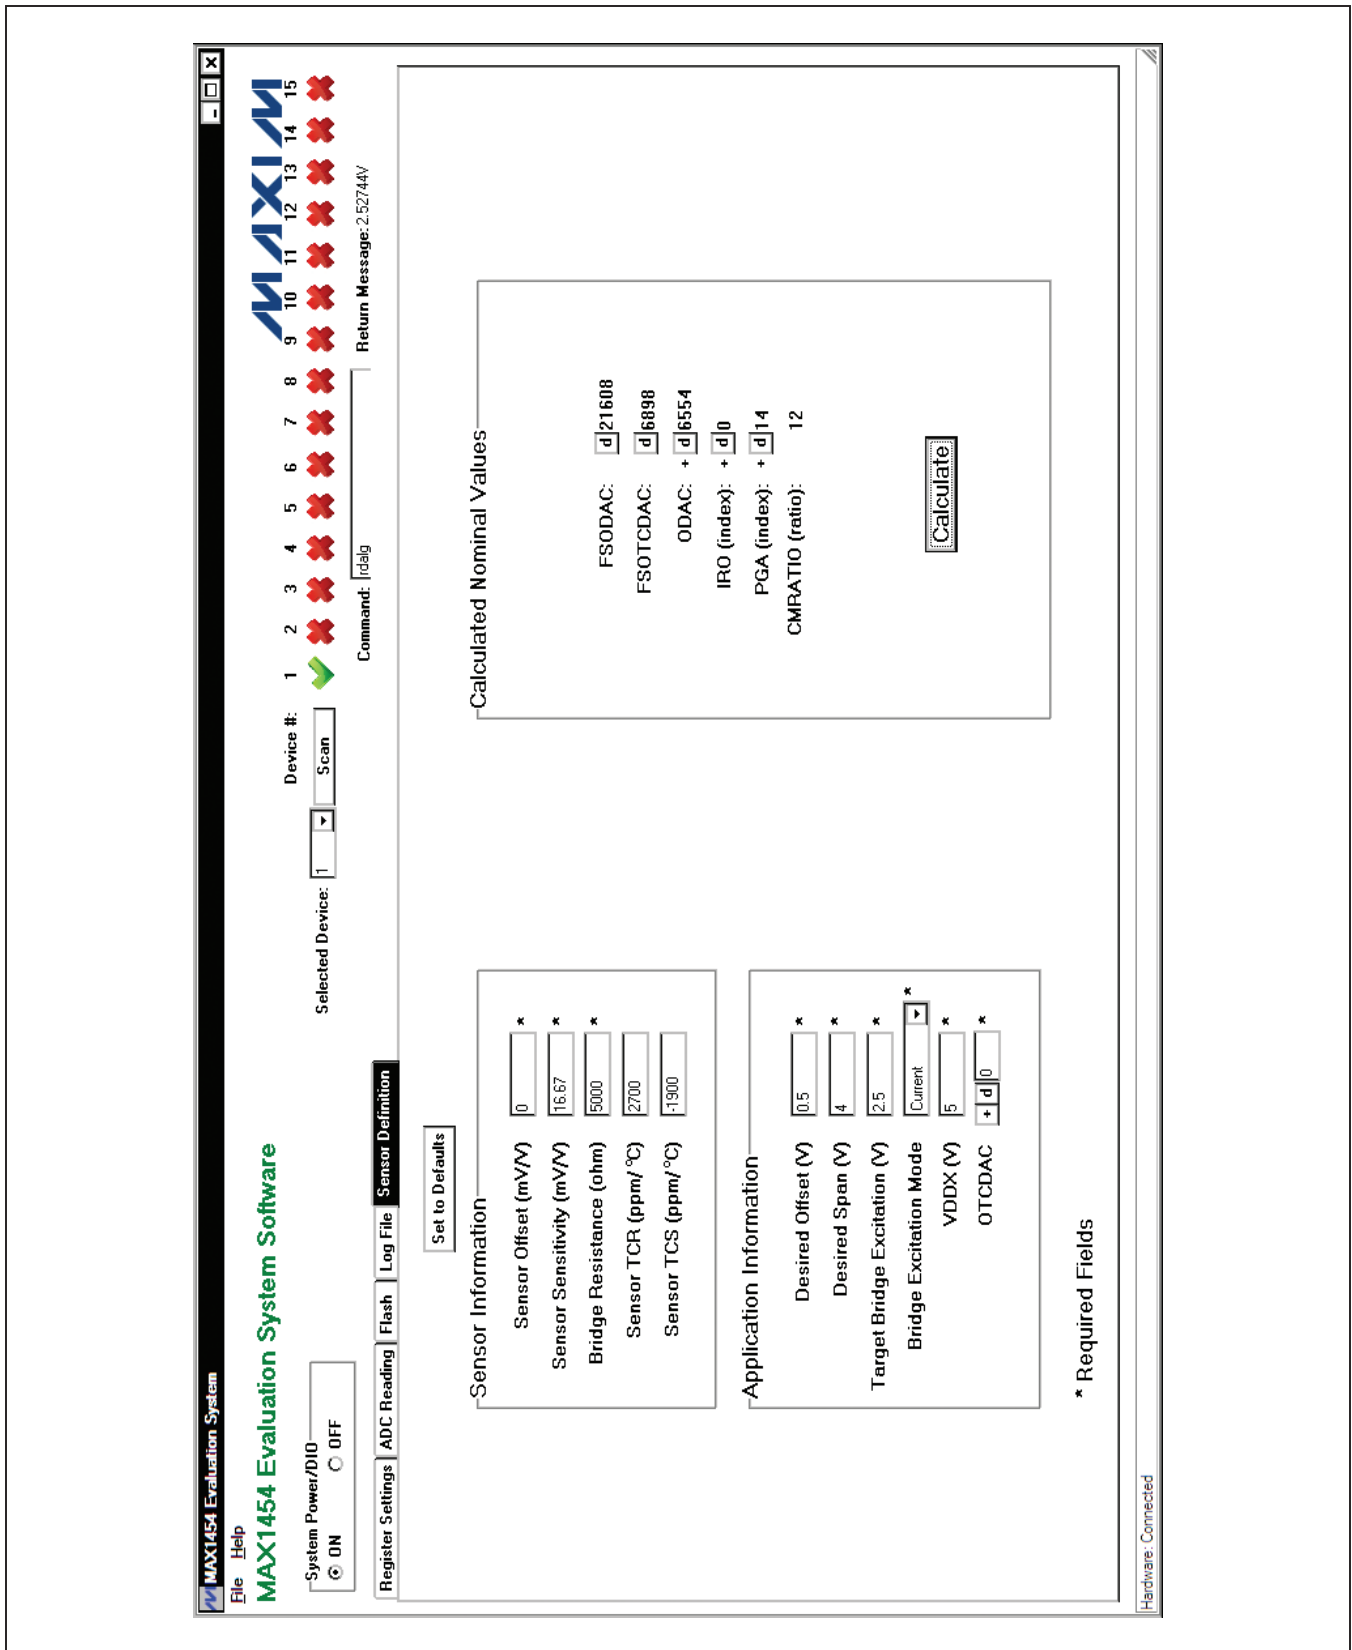 MAX1454 Evaluation System
File Help
MAX1454 Evaluation System Software
MAXIM
System Power/DIO
ON OFF
Selected Device: 1 Scan
Device #: 1 2 3 4 5 6 7 8 9 10 11 12 13 14 15
Command: rdalg
Return Message: 2.52744V
Register Settings ADC Reading Flash Log File Sensor Definition
Set to Defaults
Sensor Information
Sensor Offset (mV/V) 0 *
Sensor Sensitivity (mV/V) 16.67 *
Bridge Resistance (ohm) 5000 *
Sensor TCR (ppm/ °C) 2700
Sensor TCS (ppm/ °C) -1900
Application Information
Desired Offset (V) 0.5 *
Desired Span (V) 4 *
Target Bridge Excitation (V) 2.5 *
Bridge Excitation Mode Current *
VDDX (V) 5 *
OTCDAC + d 0 *
* Required Fields
Calculated Nominal Values
FSODAC: d 21608
FSOTCDAC: d 6898
ODAC: + d 6554
IRO (index): + d 0
PGA (index): + d 14
CMRATIO (ratio): 12
Calculate
Hardware: Connected